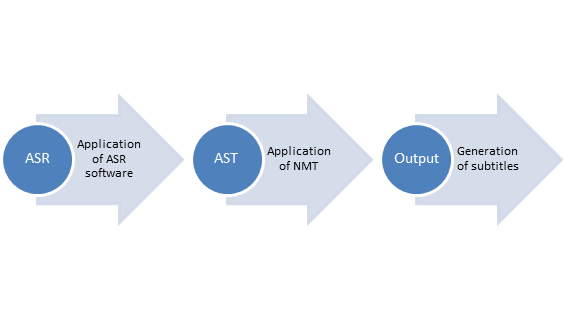 ASR
Application
of ASR
software
AST
Application
of NMT
Output
Generation
of subtitles